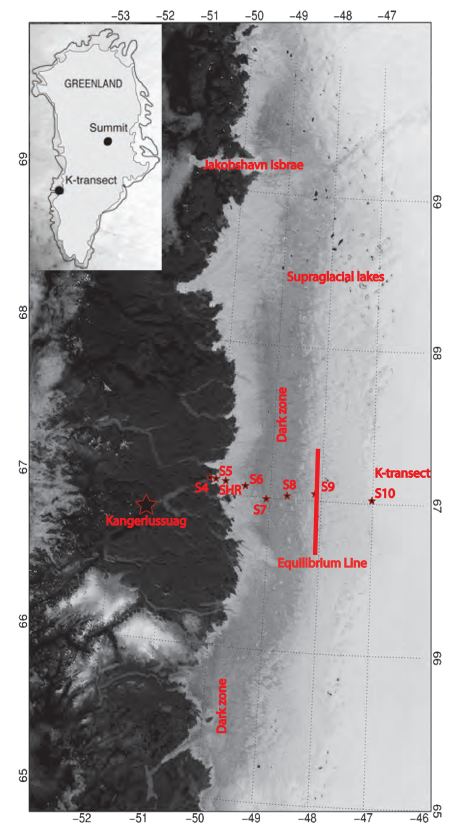 −53 −52 −51 −50 −49 −48 −47
GREENLAND
Summit
K-transect
69
Jakobshavn Isbrae
69
Supraglacial lakes
68
68
Dark zone
67
K-transect
S4
S5
SHR
S6
S7
S8
S9
S10
67
Kangerlussuag
Equilibrium Line
66
66
Dark zone
65
65
−52 −51 −50 −49 −48 −47 −46